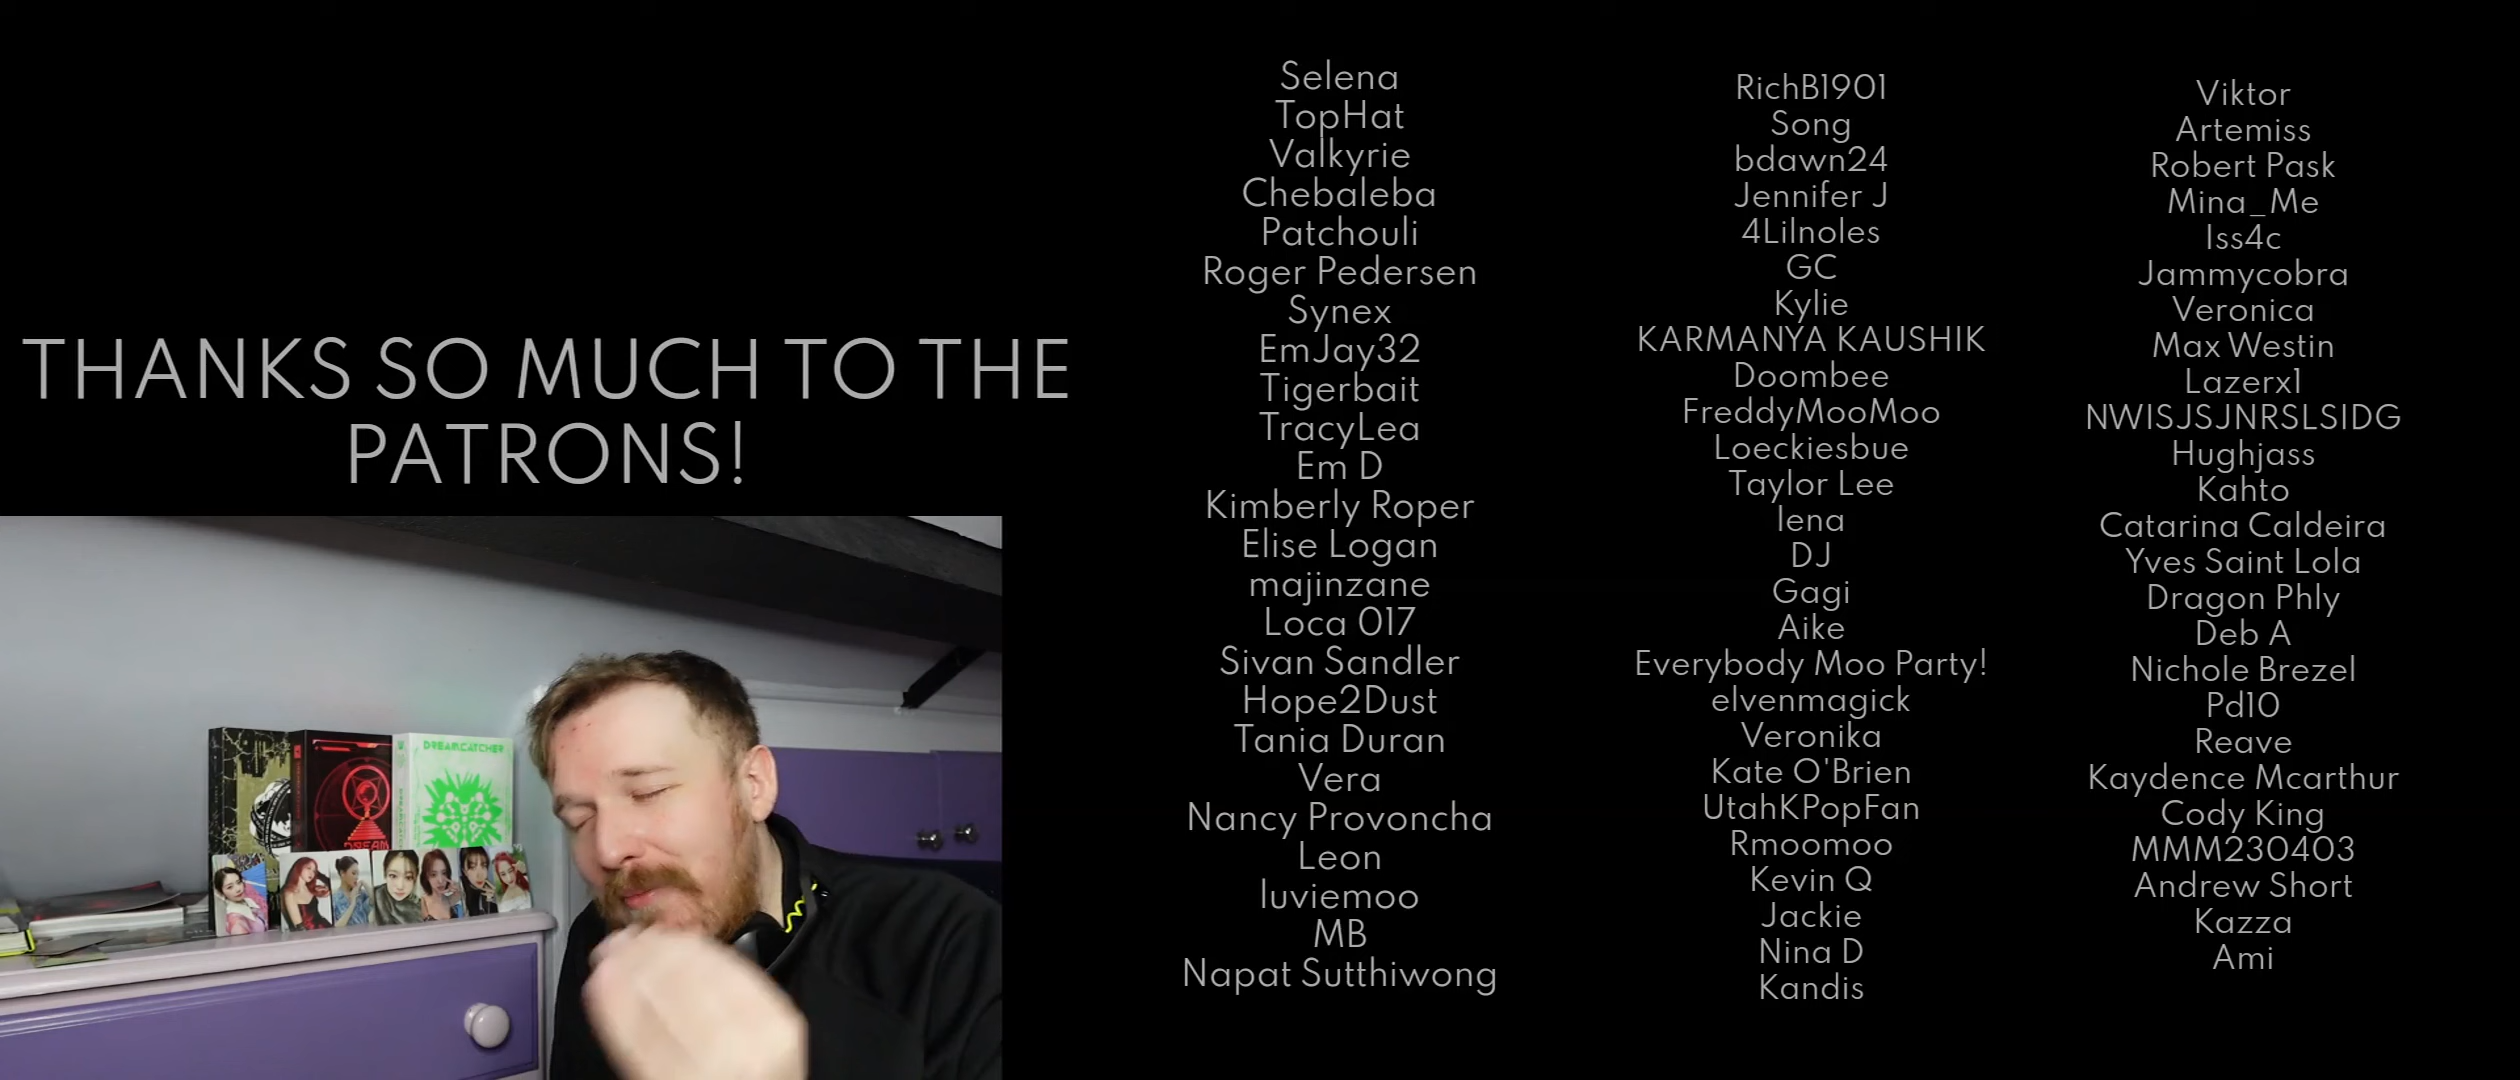 THANKS SO MUCH TO THE
PATRONS!
DREAMCATCHER
DREAM
Selena
TopHat
Valkyrie
Chebaleba
Patchouli
Roger Pedersen
Synex
EmJay32
Tigerbait
TracyLea
Em D
Kimberly Roper
Elise Logan
majinzane
Loca 017
Sivan Sandler
Hope2Dust
Tania Duran
Vera
Nancy Provoncha
Leon
luviemoo
MB
Napat Sutthiwong
RichB1901
Song
bdawn24
Jennifer J
4Lilnoles
GC
Kylie
KARMANYA KAUSHIK
Doombee
FreddyMooMoo
Loeckiesbue
Taylor Lee
lena
DJ
Gagi
Aike
Everybody Moo Party!
elvenmagick
Veronika
Kate O'Brien
UtahKPopFan
Rmoomoo
Kevin Q
Jackie
Nina D
Kandis
Viktor
Artemiss
Robert Pask
Mina_Me
Iss4c
Jammycobra
Veronica
Max Westin
Lazerx1
NWISJSJNRSLSIDG
Hughjass
Kahto
Catarina Caldeira
Yves Saint Lola
Dragon Phly
Deb A
Nichole Brezel
Pd10
Reave
Kaydence Mcarthur
Cody King
MMM230403
Andrew Short
Kazza
Ami